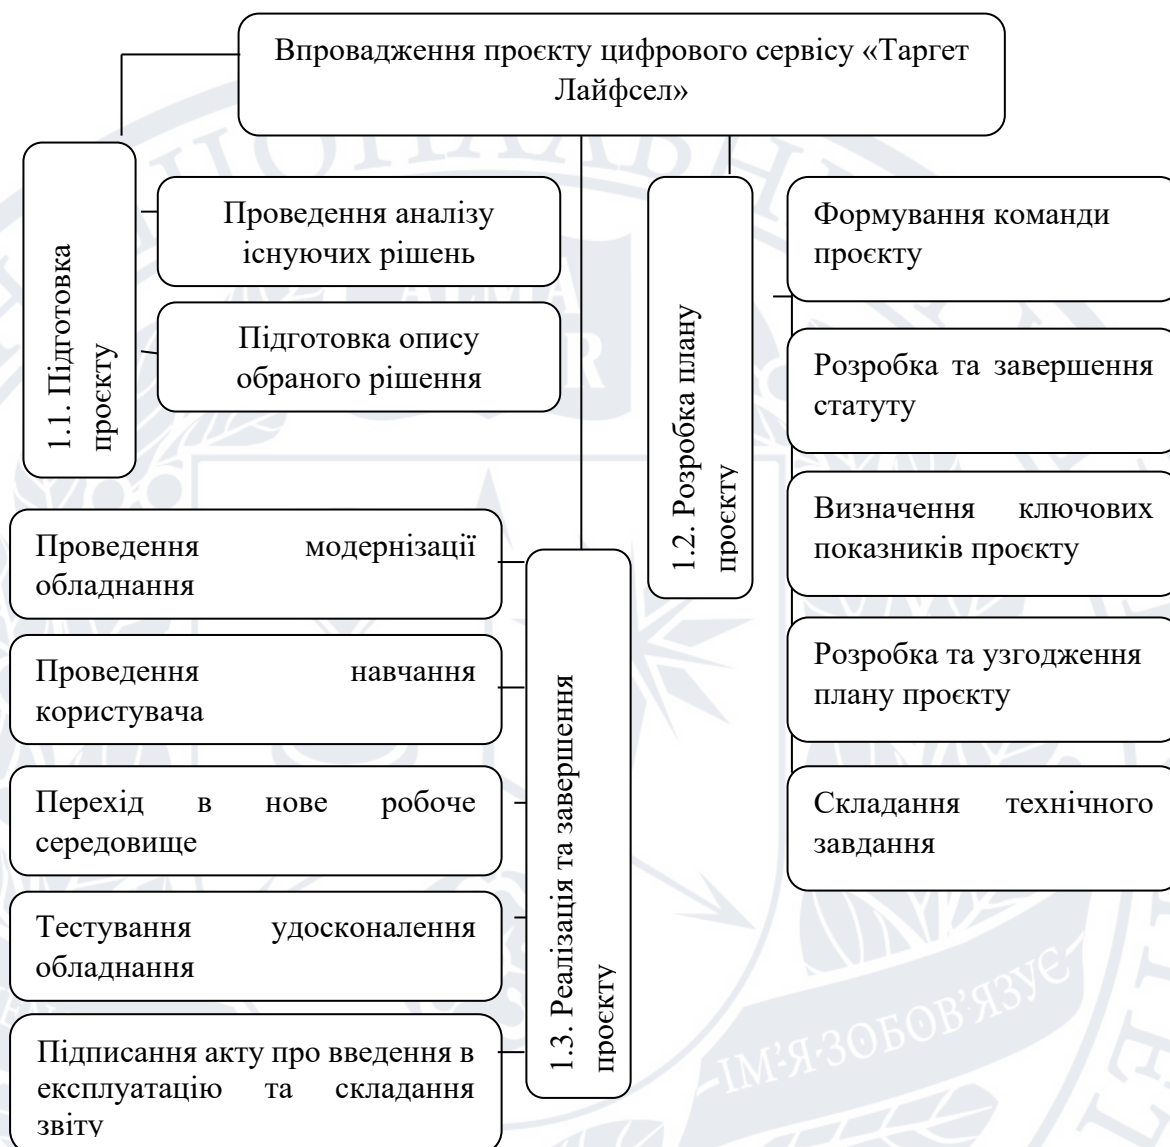 Впровадження проєкту цифрового сервісу «Таргет
Лайфсел»
1.1. Підготовка
проєкту
Проведення аналізу
існуючих рішень
Підготовка опису
обраного рішення
1.2. Розробка плану
проєкту
Формування команди
проєкту
Розробка та завершення
статуту
Визначення ключових
показників проєкту
Розробка та узгодження
плану проєкту
Складання технічного
завдання
1.3. Реалізація та завершення
проєкту
Проведення модернізації
обладнання
Проведення навчання
користувача
Перехід в нове робоче
середовище
Тестування удосконалення
обладнання
Підписання акту про введення в
експлуатацію та складання
звіту
ІМ’Я·ЗОБОВ’ЯЗУЄ